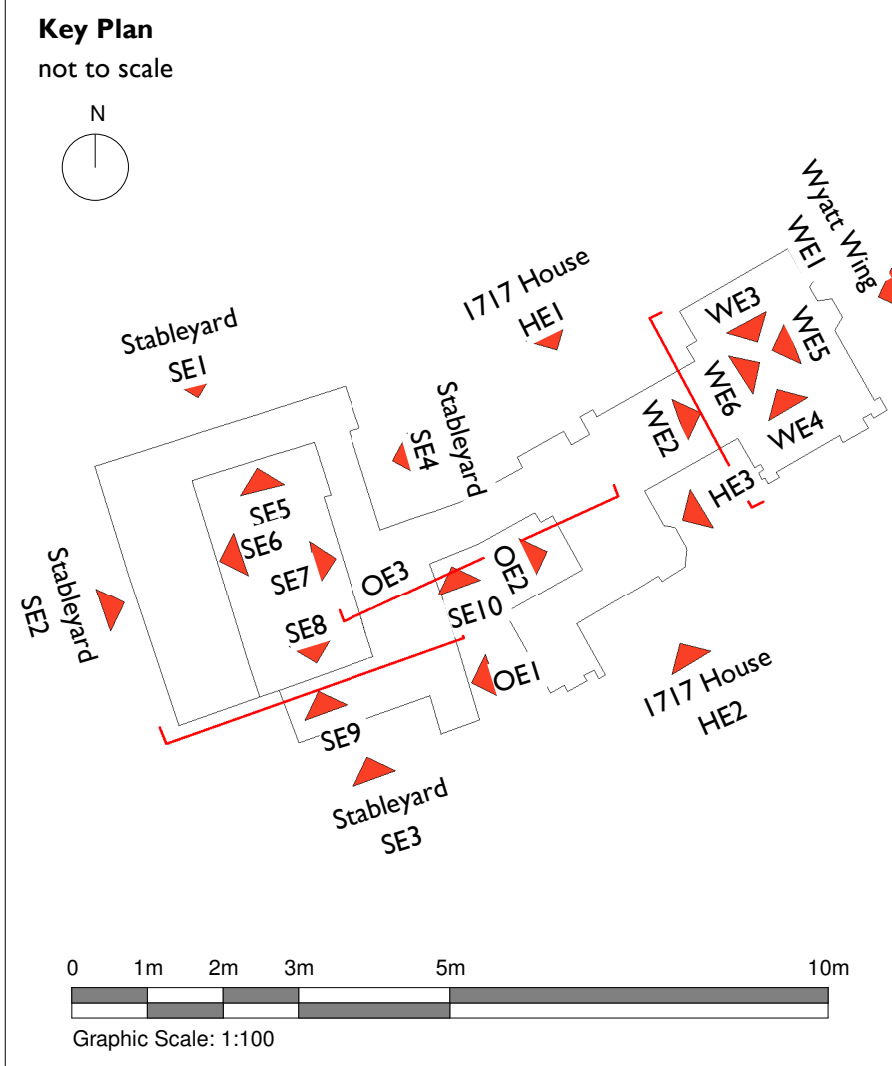 Key Plan
not to scale
N
Wyatt Wing
WE1
1717 House
HE1
WE3
WE5
Stableyard
SE1
WE6
WE4
WE2
Stableyard
SE4
HE3
SE5
SE6
SE7
OE3
OE2
Stableyard
SE2
SE10
SE8
OE1
1717 House
HE2
SE9
Stableyard
SE3
0 1m 2m 3m 5m 10m
Graphic Scale: 1:100